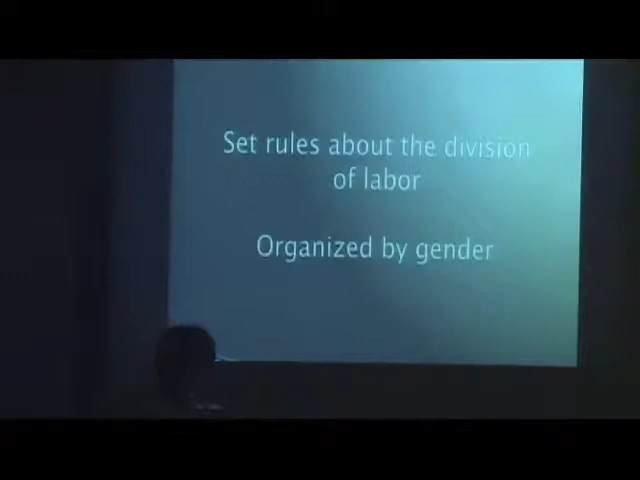 Set rules about the division
of labor
Organized by gender